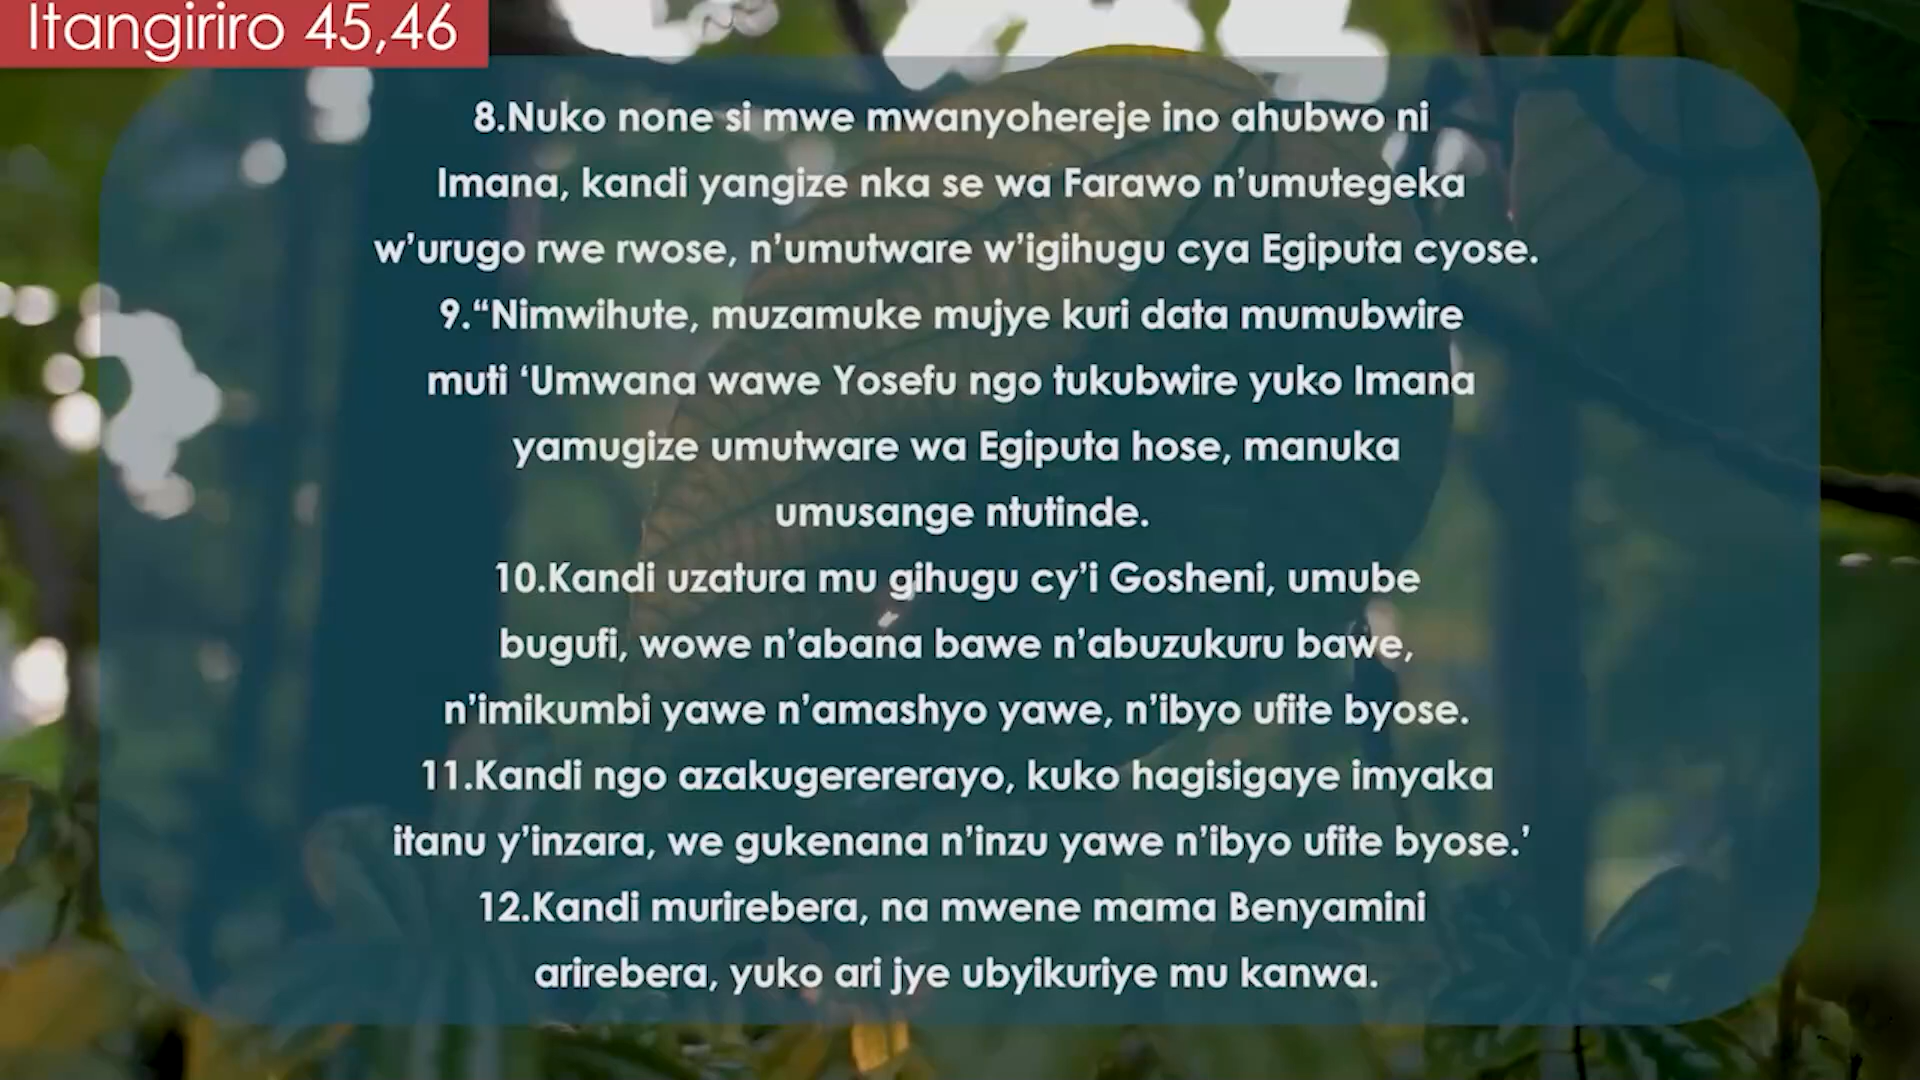 Itangiriro 45,46
8.Nuko none si mwe mwanyohereje ino ahubwo ni
Imana, kandi yangize nka se wa Farawo n’umutegeka
w’urugo rwe rwose, n’umutware w’igihugu cya Egiputa cyose.
9.“Nimwihute, muzamuke mujye kuri data mumubwire
muti ‘Umwana wawe Yosefu ngo tukubwire yuko Imana
yamugize umutware wa Egiputa hose, manuka
umusange ntutinde.
10.Kandi uzatura mu gihugu cy’i Gosheni, umube
bugufi, wowe n’abana bawe n’abuzukuru bawe,
n’imikumbi yawe n’amashyo yawe, n’ibyo ufite byose.
11.Kandi ngo azakugerererayo, kuko hagisigaye imyaka
itanu y’inzara, we gukenana n’inzu yawe n’ibyo ufite byose.’
12.Kandi murirebera, na mwene mama Benyamini
arirebera, yuko ari jye ubyikuriye mu kanwa.